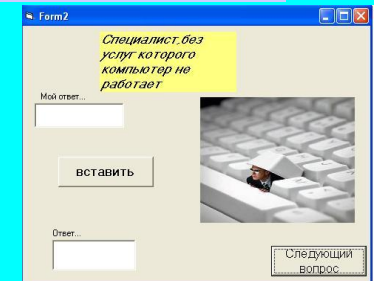 Form2
Специалист,без
услуг которого
компьютер не
работает
Мой ответ...
вставить
Ответ...
Следующий
вопрос